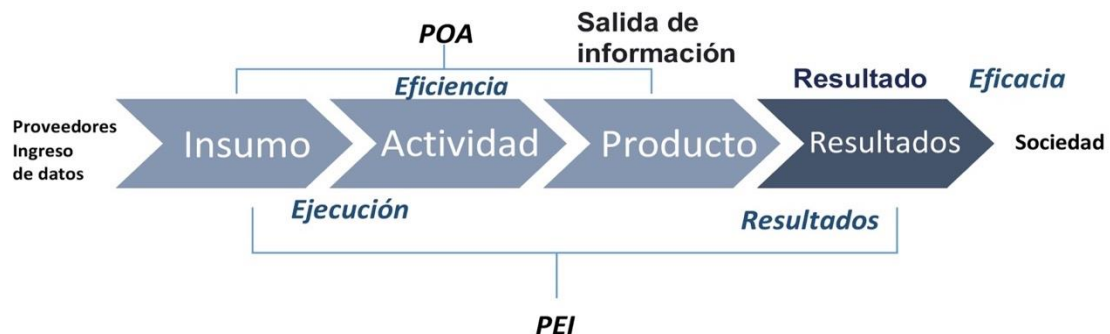 POA
Salida de
información
Eficiencia
Resultado
Eficacia
Proveedores
Ingreso
de datos
Insumo
Actividad
Producto
Resultados
Sociedad
Ejecución
Resultados
PEI